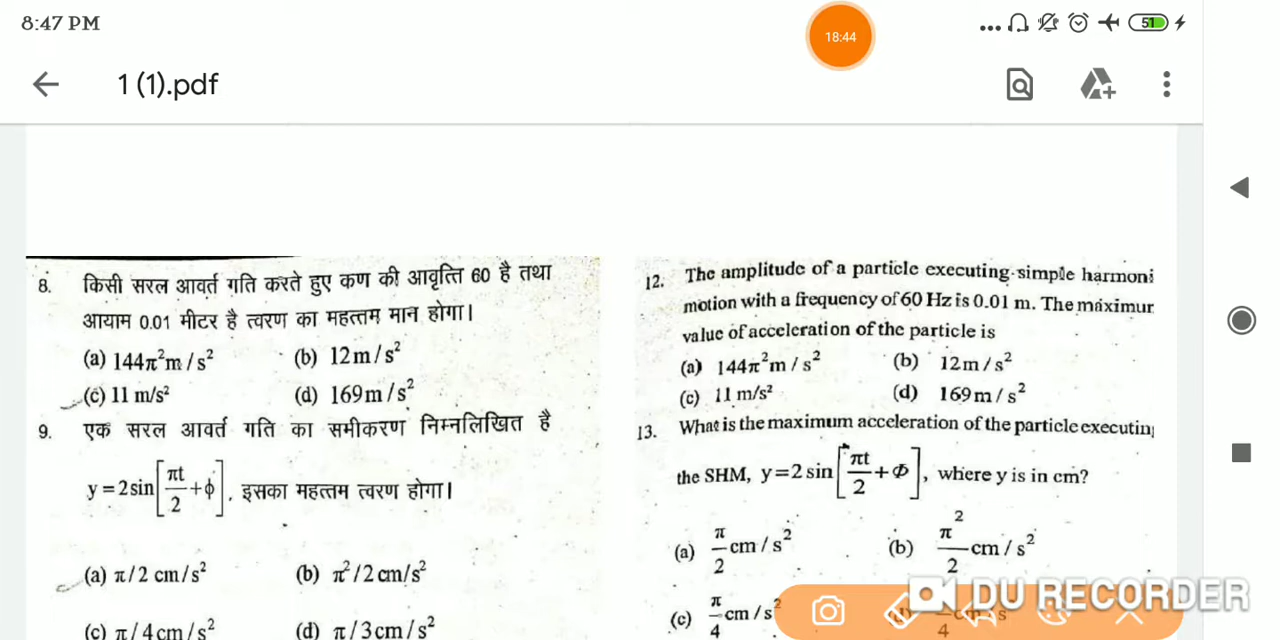 8:47 PM
18:44
51
1 (1).pdf
8. किसी सरल आवर्त गति करते हुए कण की आवृत्ति 60 है तथा
आयाम 0.01 मीटर है त्वरण का महत्तम मान होगा।
(a) 144π²m / s² (b) 12m/s²
(c) 11 m/s² (d) 169m/s²
9. एक सरल आवर्त गति का समीकरण निम्नलिखित है
y = 2sin[πt/2 + ϕ], इसका महत्तम त्वरण होगा।
(a) π/2 cm/s² (b) π²/2 cm/s²
(c) π/4cm/s² (d) π/3cm/s²
12. The amplitude of a particle executing simple harmoni
motion with a frequency of 60 Hz is 0.01 m. The maximur
value of acceleration of the particle is
(a) 144π²m / s² (b) 12m/s²
(c) 11 m/s² (d) 169m/s²
13. What is the maximum acceleration of the particle executin
the SHM, y=2 sin[πt/2 + Φ], where y is in cm?
(a) π/2 cm/s² (b) π²/2 cm/s²
(c) π/4 cm/s²
DU RECORDER